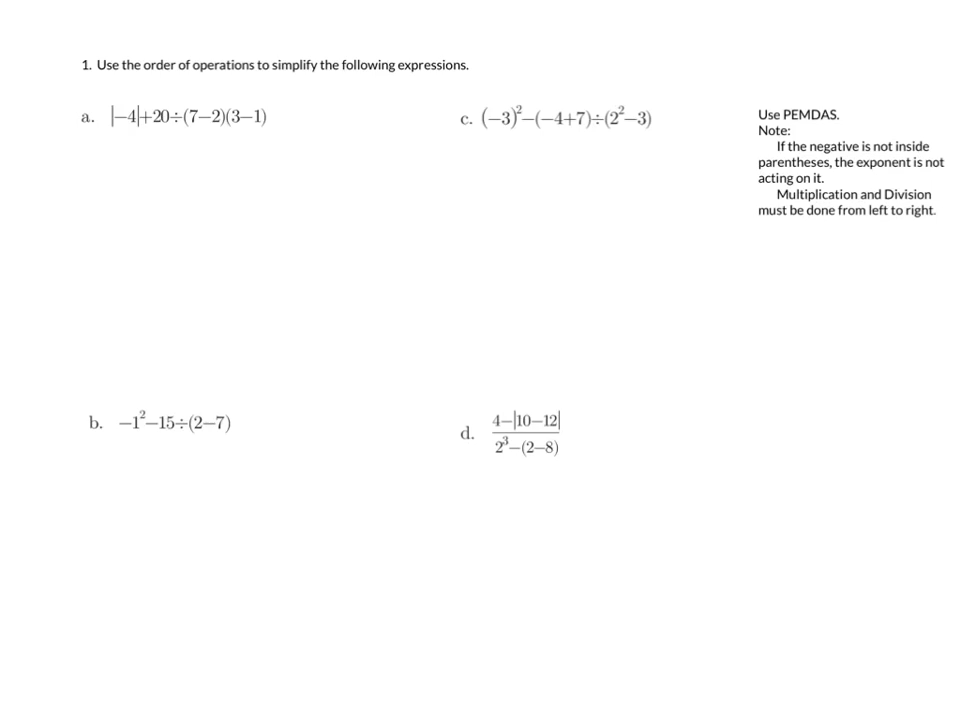 1. Use the order of operations to simplify the following expressions.
a. |−4|+20÷(7−2)(3−1)
c. (−3)²−(−4+7)÷(2²−3)
Use PEMDAS.
Note:
If the negative is not inside
parentheses, the exponent is not
acting on it.
Multiplication and Division
must be done from left to right.
b. −1²−15÷(2−7)
d. 4−|10−12|
2³−(2−8)